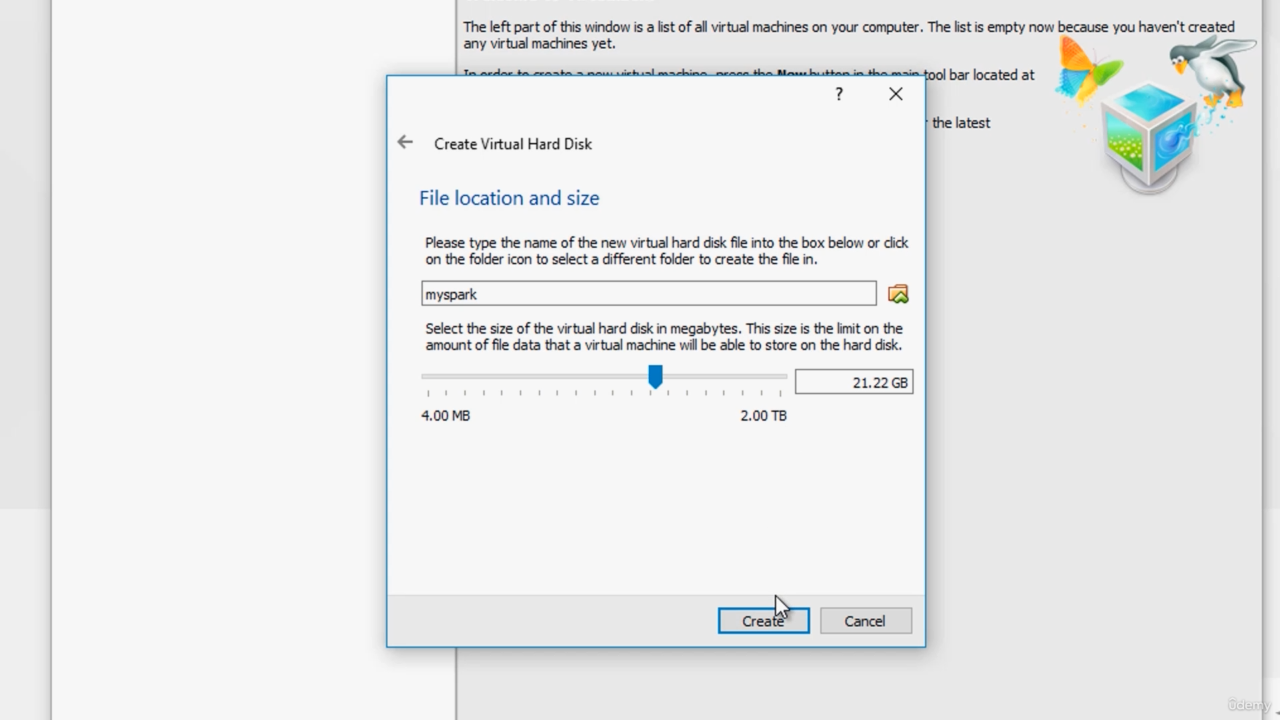 The left part of this window is a list of all virtual machines on your computer. The list is empty now because you haven't created
any virtual machines yet.
In order to create a new virtual machine, press the New button in the main tool bar located at
the latest
?
Create Virtual Hard Disk
File location and size
Please type the name of the new virtual hard disk file into the box below or click
on the folder icon to select a different folder to create the file in.
myspark
Select the size of the virtual hard disk in megabytes. This size is the limit on the
amount of file data that a virtual machine will be able to store on the hard disk.
21.22 GB
4.00 MB 2.00 TB
Create Cancel
ûdemy